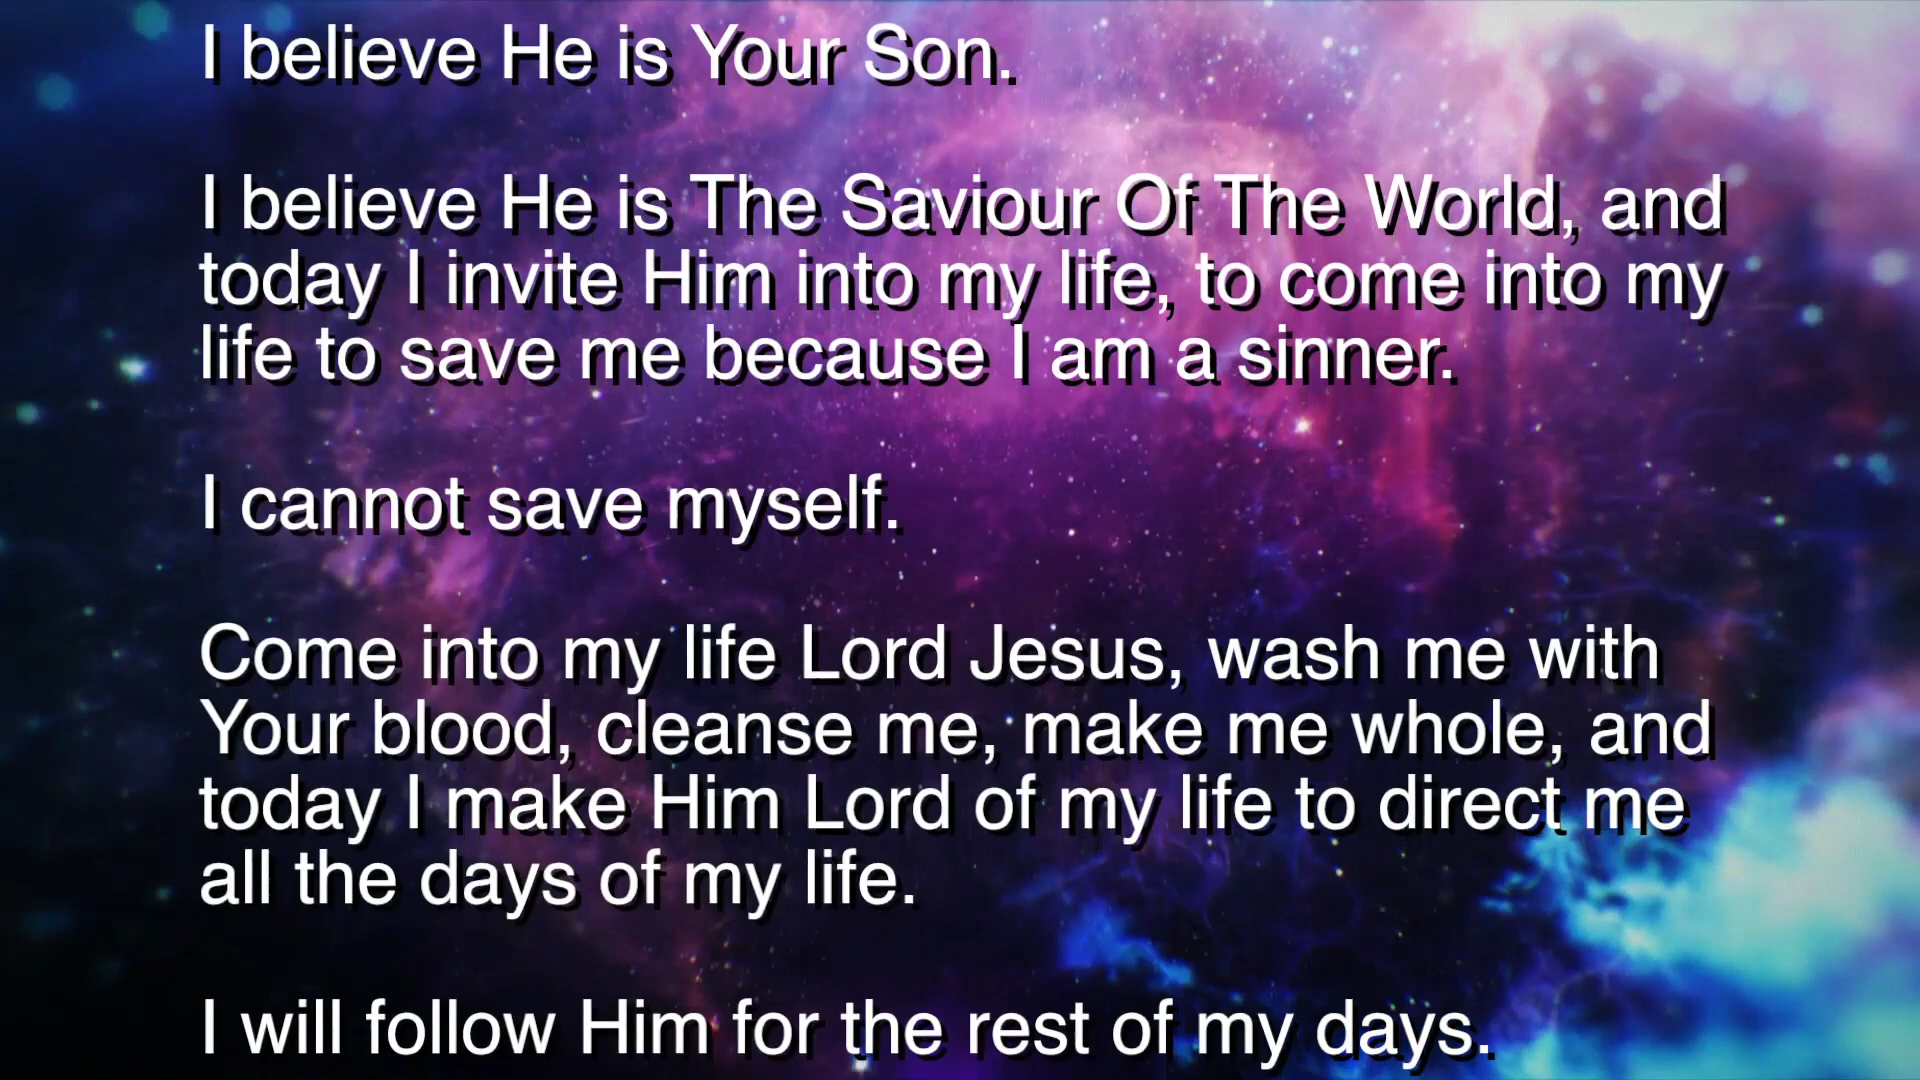 I believe He is Your Son.
I believe He is The Saviour Of The World, and
today I invite Him into my life, to come into my
life to save me because I am a sinner.
I cannot save myself.
Come into my life Lord Jesus, wash me with
Your blood, cleanse me, make me whole, and
today I make Him Lord of my life to direct me
all the days of my life.
I will follow Him for the rest of my days.